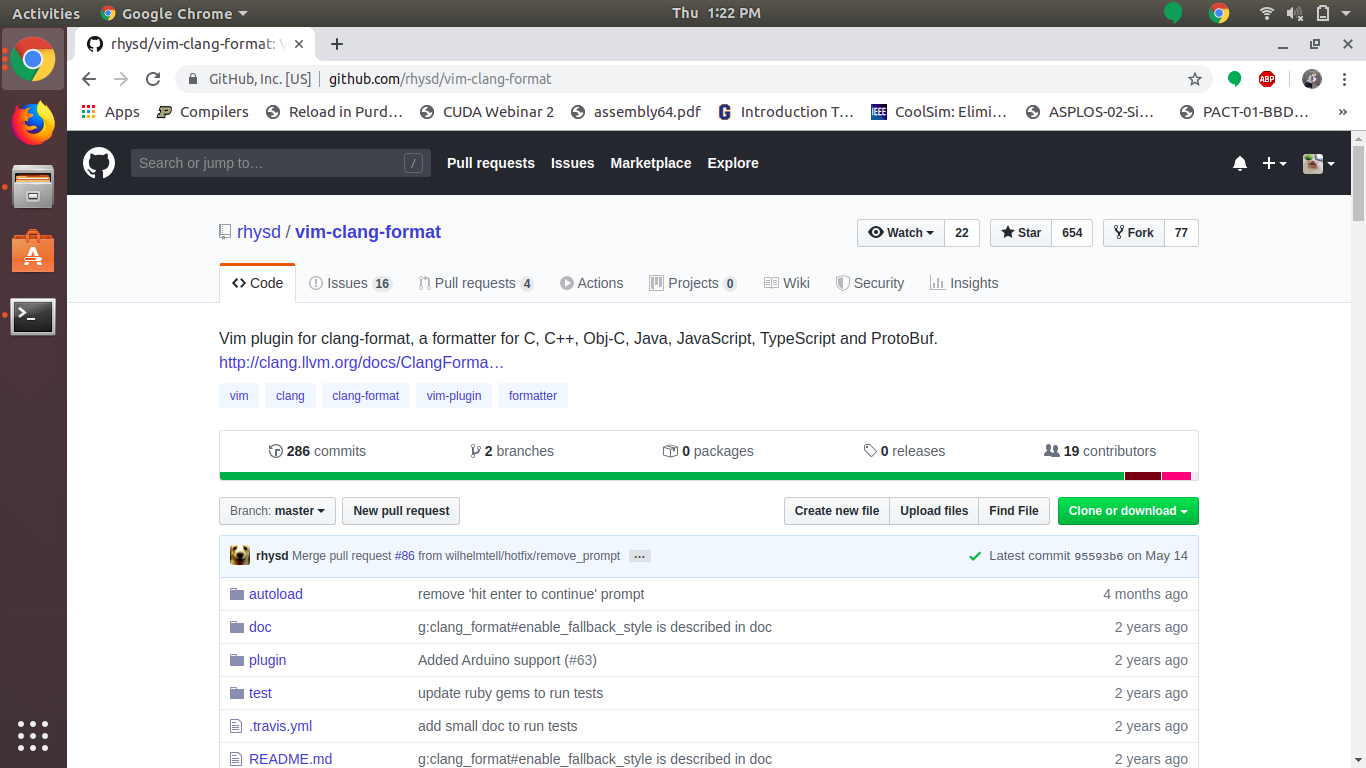 Activities Google Chrome Thu 1:22 PM
rhysd/vim-clang-format:
GitHub, Inc. [US] github.com/rhysd/vim-clang-format ABP
Apps Compilers Reload in Purd… CUDA Webinar 2 assembly64.pdf Introduction T… IEEE CoolSim: Elimi… ASPLOS-02-Si… PACT-01-BBD… »
Search or jump to… / Pull requests Issues Marketplace Explore
rhysd / vim-clang-format Watch 22 Star 654 Fork 77
Code Issues 16 Pull requests 4 Actions Projects 0 Wiki Security Insights
Vim plugin for clang-format, a formatter for C, C++, Obj-C, Java, JavaScript, TypeScript and ProtoBuf.
http://clang.llvm.org/docs/ClangForma…
vim clang clang-format vim-plugin formatter
286 commits 2 branches 0 packages 0 releases 19 contributors
Branch: master New pull request Create new file Upload files Find File Clone or download
rhysd Merge pull request #86 from wilhelmtell/hotfix/remove_prompt … Latest commit 95593b6 on May 14
autoload remove 'hit enter to continue' prompt 4 months ago
doc g:clang_format#enable_fallback_style is described in doc 2 years ago
plugin Added Arduino support (#63) 2 years ago
test update ruby gems to run tests 2 years ago
.travis.yml add small doc to run tests 2 years ago
README.md g:clang_format#enable_fallback_style is described in doc 2 years ago